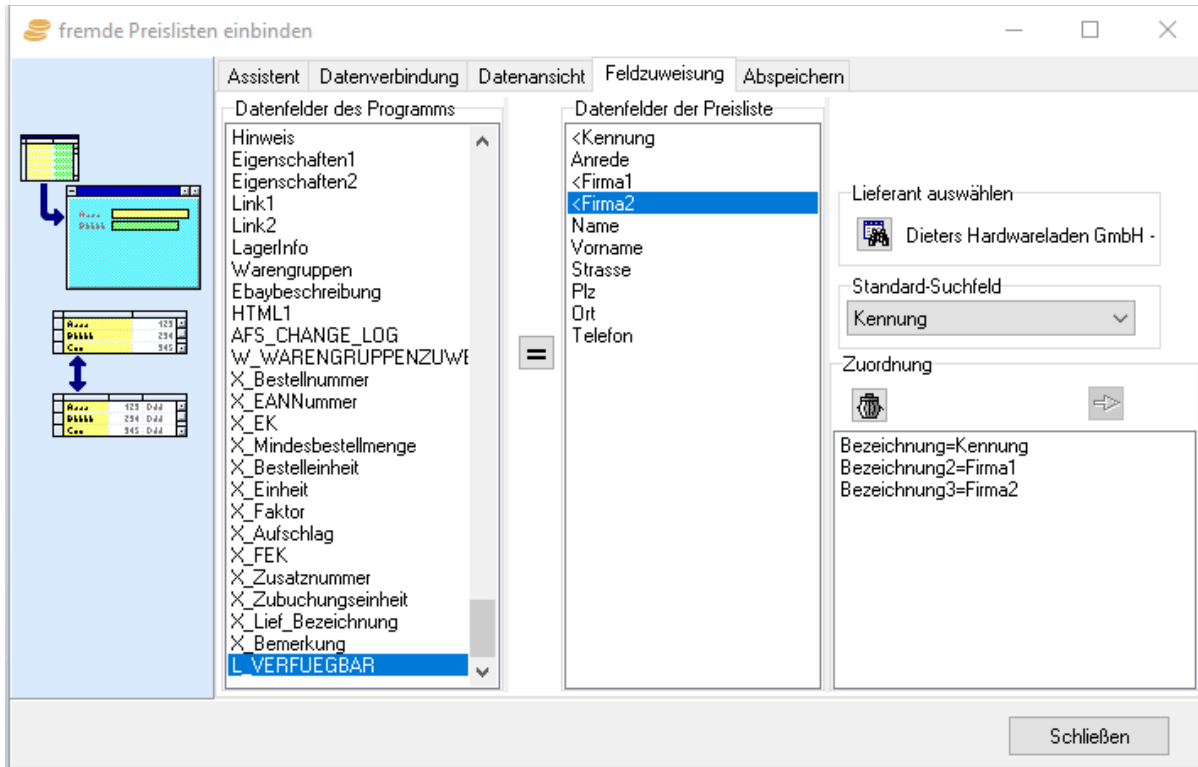 fremde Preislisten einbinden
Assistent Datenverbindung Datenansicht Feldzuweisung Abspeichern
Datenfelder des Programms
Hinweis
Eigenschaften1
Eigenschaften2
Link1
Link2
LagerInfo
Warengruppen
Ebaybeschreibung
HTML1
AFS_CHANGE_LOG
W_WARENGRUPPENZUWE
X_Bestellnummer
X_EANNummer
X_EK
X_Mindesbestellmenge
X_Bestelleinheit
X_Einheit
X_Faktor
X_Aufschlag
X_FEK
X_Zusatznummer
X_Zubuchungseinheit
X_Lief_Bezeichnung
X_Bemerkung
L_VERFUEGBAR
=
Datenfelder der Preisliste
<Kennung
Anrede
<Firma1
<Firma2
Name
Vorname
Strasse
Plz
Ort
Telefon
Lieferant auswählen
Dieters Hardwareladen GmbH -
Standard-Suchfeld
Kennung
Zuordnung
Bezeichnung=Kennung
Bezeichnung2=Firma1
Bezeichnung3=Firma2
Schließen